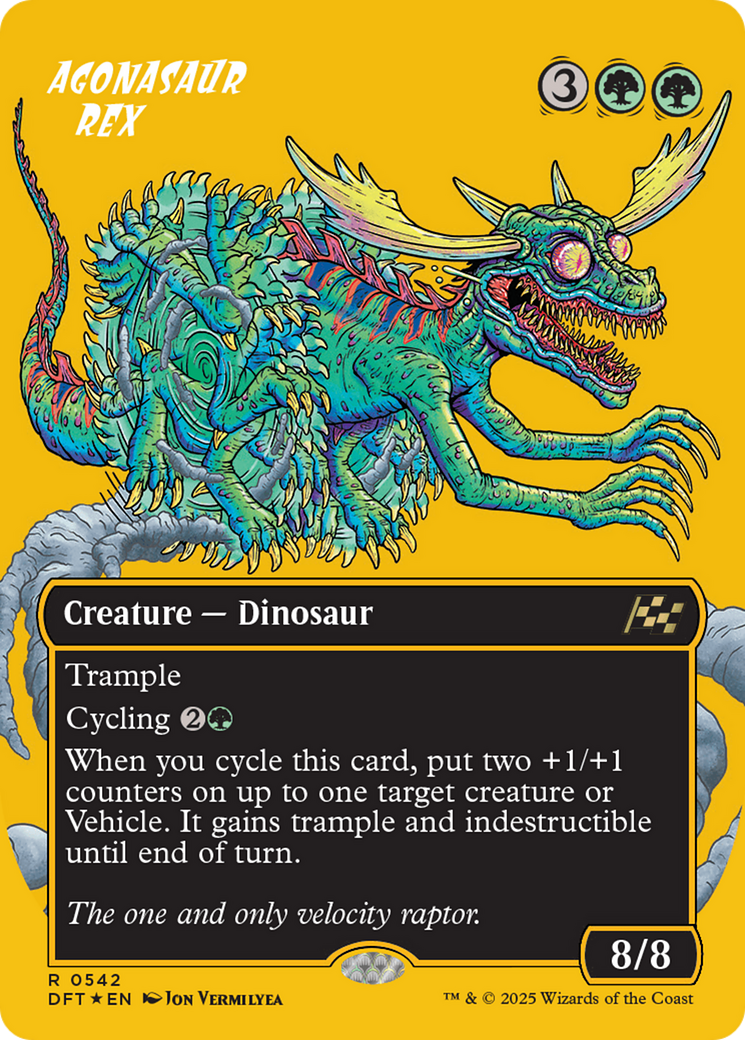 AGONASAUR
REX
3
Creature — Dinosaur
Trample
Cycling 2
When you cycle this card, put two +1/+1
counters on up to one target creature or
Vehicle. It gains trample and indestructible
until end of turn.
The one and only velocity raptor.
8/8
R 0542
DFT★EN Jon Vermilyea
™ & © 2025 Wizards of the Coast